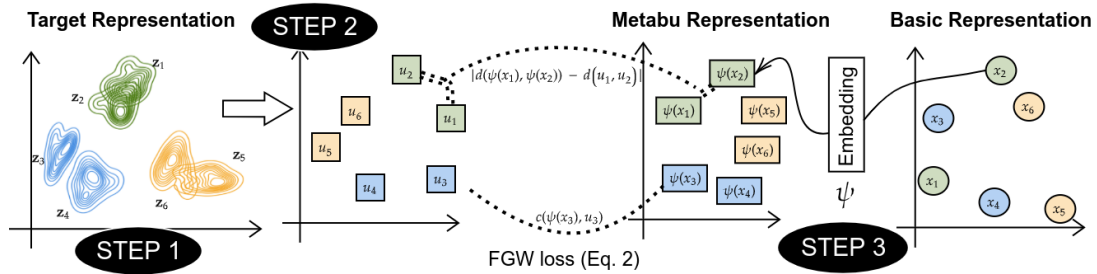 Target Representation
STEP 2
Metabu Representation
Basic Representation
z₁
z₂
z₃
z₄
z₅
z₆
STEP 1
u₂
u₆
u₁
u₅
u₄
u₃
|d(ψ(x₁), ψ(x₂)) − d(u₁, u₂)|
c(ψ(x₃), u₃)
FGW loss (Eq. 2)
ψ(x₂)
ψ(x₁)
ψ(x₅)
ψ(x₆)
ψ(x₃)
ψ(x₄)
Embedding
ψ
STEP 3
x₂
x₆
x₃
x₁
x₄
x₅